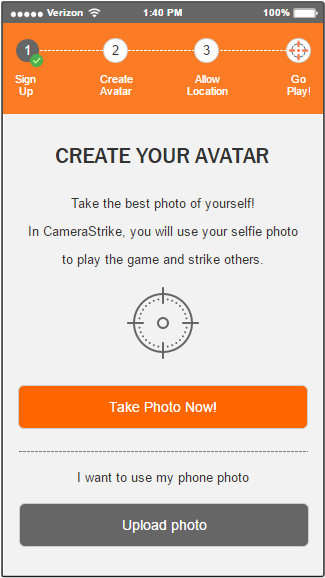 Verizon 1:40 PM 100%
1 2 3
Sign Up Create Avatar Allow Location Go Play!
CREATE YOUR AVATAR
Take the best photo of yourself!
In CameraStrike, you will use your selfie photo
to play the game and strike others.
Take Photo Now!
I want to use my phone photo
Upload photo